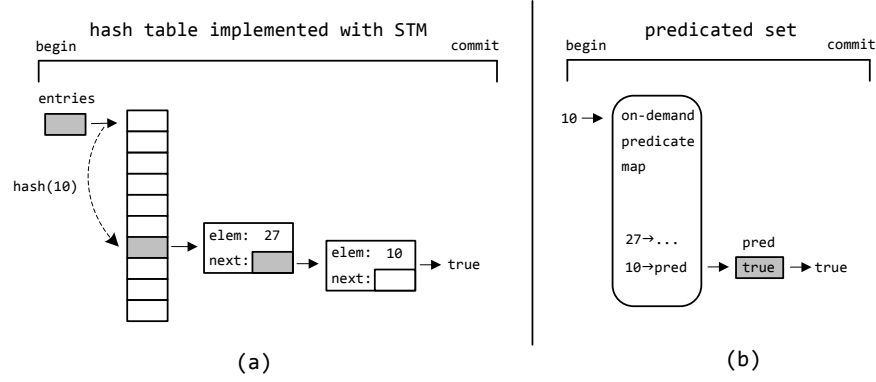 hash table implemented with STM
begin
commit
entries
hash(10)
elem: 27
next:
elem: 10
next:
true
(a)
predicated set
begin
commit
10
on-demand
predicate
map
27→...
10→pred
pred
true
true
(b)